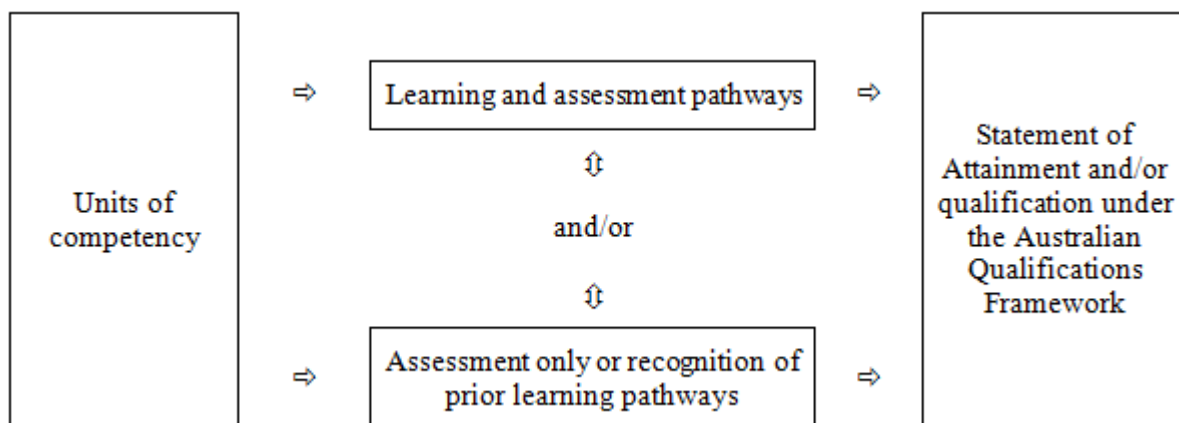 Units of
competency
⇨
Learning and assessment pathways
⇨
⇳
and/or
⇳
⇨
Assessment only or recognition of
prior learning pathways
⇨
Statement of
Attainment and/or
qualification under
the Australian
Qualifications
Framework